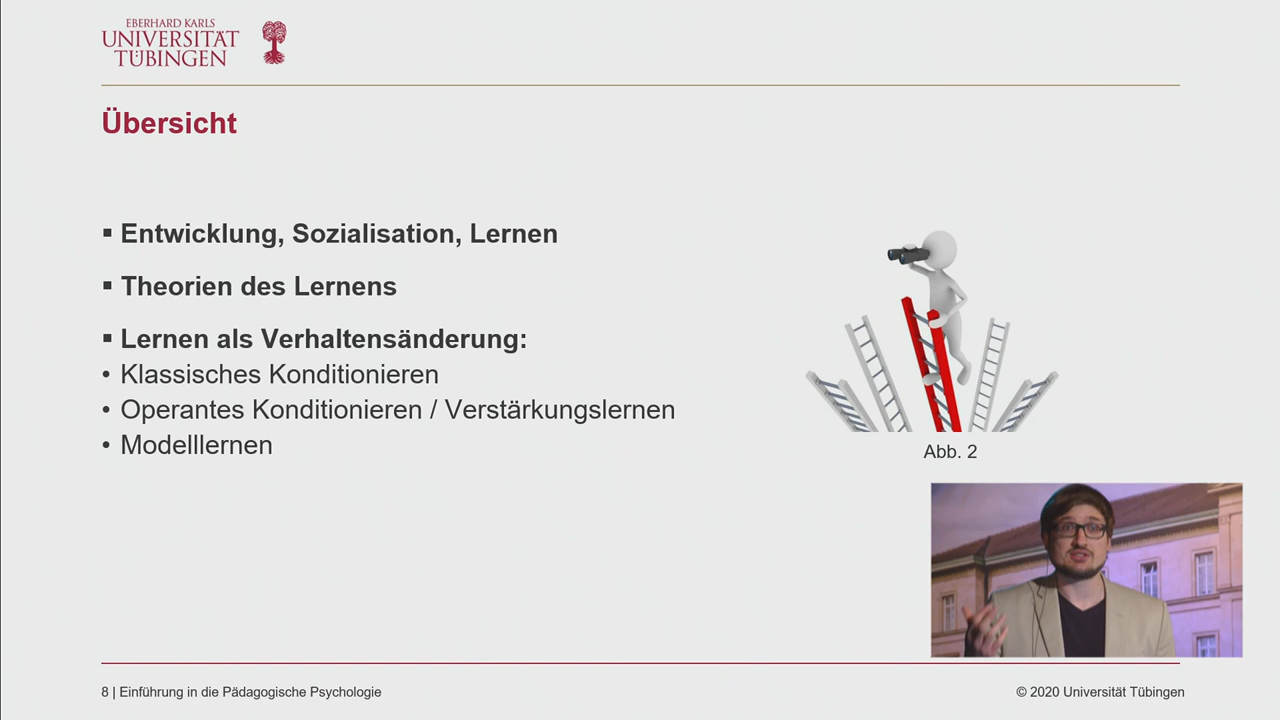 EBERHARD KARLS
UNIVERSITÄT
TÜBINGEN
Übersicht
▪ Entwicklung, Sozialisation, Lernen
▪ Theorien des Lernens
▪ Lernen als Verhaltensänderung:
• Klassisches Konditionieren
• Operantes Konditionieren / Verstärkungslernen
• Modelllernen
Abb. 2
8 | Einführung in die Pädagogische Psychologie
© 2020 Universität Tübingen